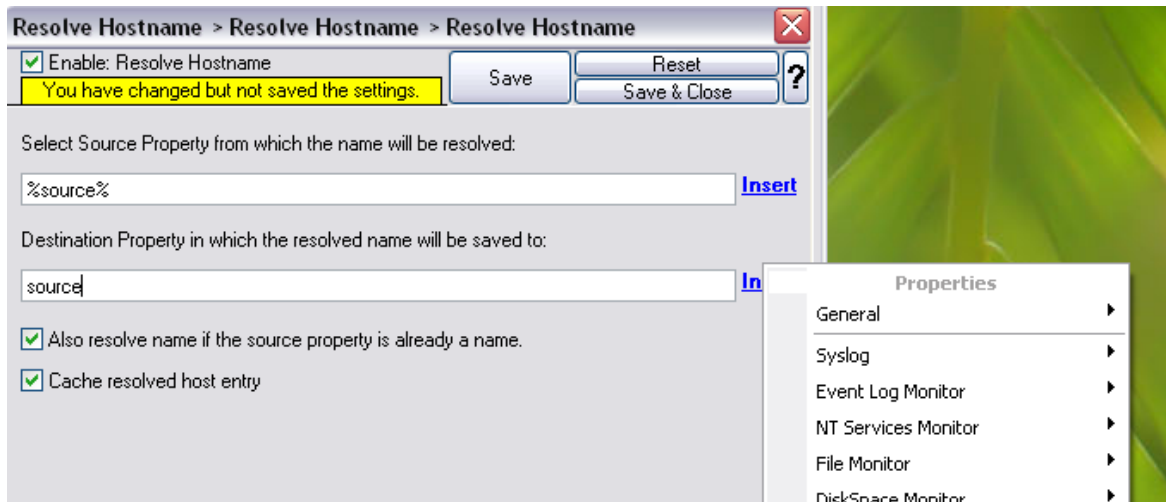 Resolve Hostname > Resolve Hostname > Resolve Hostname
Enable: Resolve Hostname
You have changed but not saved the settings.
Save
Reset
Save & Close
?
Select Source Property from which the name will be resolved:
%source%
Insert
Destination Property in which the resolved name will be saved to:
source
In
Also resolve name if the source property is already a name.
Cache resolved host entry
Properties
General
Syslog
Event Log Monitor
NT Services Monitor
File Monitor
DiskSpace Monitor